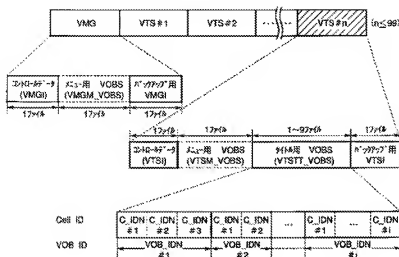 VMG VTS#1 VTS#2 VTS#n (n≤99)
コントロールデータ (VMGI) メニュー用 VOBS (VMGM_VOBS) バックアップ用 VMGI
1ファイル 1ファイル 1ファイル
1ファイル 1ファイル 1〜9ファイル 1ファイル
コントロールデータ (VTSI) メニュー用 VOBS (VTSM_VOBS) タイトル用 VOBS (VTSTT_VOBS) バックアップ用 VTSI
Cell ID C_IDN #1 C_IDN #2 C_IDN #3 C_IDN #1 C_IDN #2 ... C_IDN #1 ... C_IDN #i
VOB ID VOB_IDN #1 VOB_IDN #2 ... VOB_IDN #i